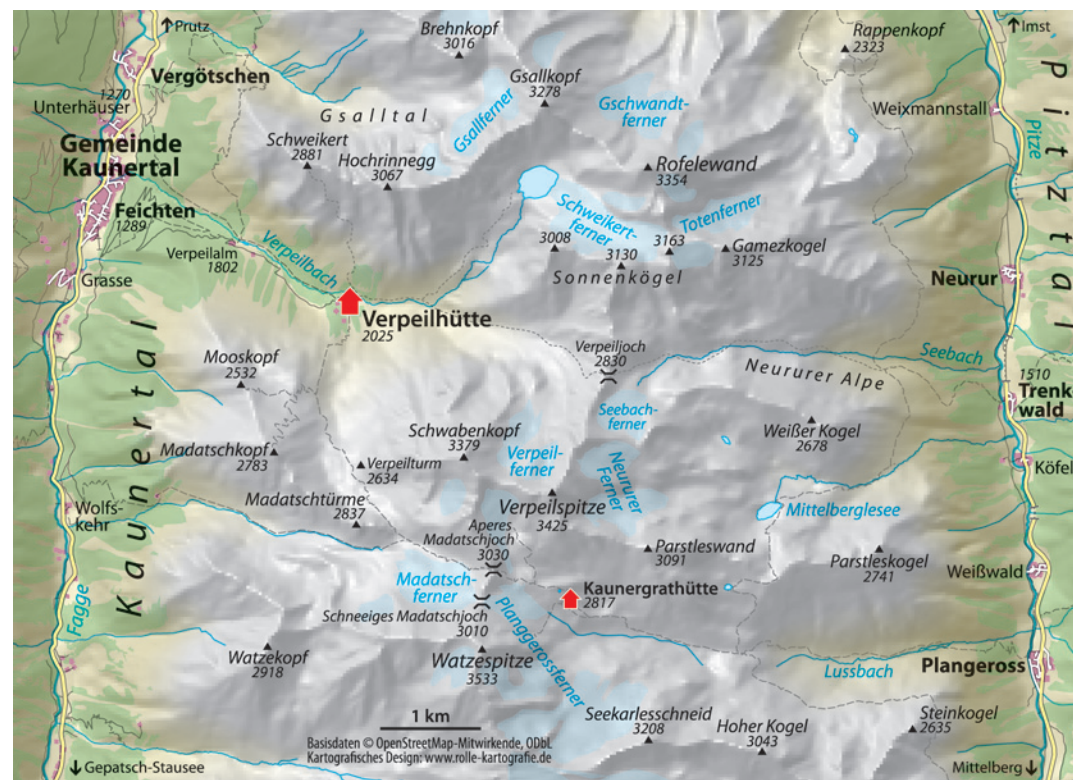 Prutz
Brehnkopf
3016
Rappenkopf
2323
Imst
Vergötschen
1270
Unterhäuser
Gsallkopf
3278
Gsallferner
Gschwandt-
ferner
Weixmannstall
Pitze
Pitztal
Gsalltal
Gemeinde
Kaunertal
Schweikert
2881
Hochrinnegg
3067
Rofelewand
3354
Feichten
1289
Verpeilalm
1802
Verpeilbach
Schweikert-
ferner
Totenferner
3008
3130
3163
Gamezkogel
3125
Sonnenkögel
Grasse
Neurur
Verpeilhütte
2025
Kaunertal
Mooskopf
2532
Verpeiljoch
2830
Seebach
Neururer Alpe
1510
Trenk-
wald
Seebach-
ferner
Weißer Kogel
2678
Madatschkopf
2783
Schwabenkopf
3379
Verpeilturm
2634
Verpeil-
ferner
Neururer
Ferner
Köfel
Madatschtürme
2837
Verpeilspitze
3425
Mittelberglesee
Wolfs-
kehr
Aperes
Madatschjoch
3030
Parstleswand
3091
Parstleskogel
2741
Weißwald
Fagge
Madatsch-
ferner
Kaunergrathütte
2817
Schneeiges Madatschjoch
3010
Planggerossferner
Watzekopf
2918
Watzespitze
3533
Lussbach
Plangeross
1 km
Seekarlesschneid
3208
Hoher Kogel
3043
Steinkogel
2635
Basisdaten © OpenStreetMap-Mitwirkende, ODbL
Kartografisches Design: www.rolle-kartografie.de
Gepatsch-Stausee
Mittelberg